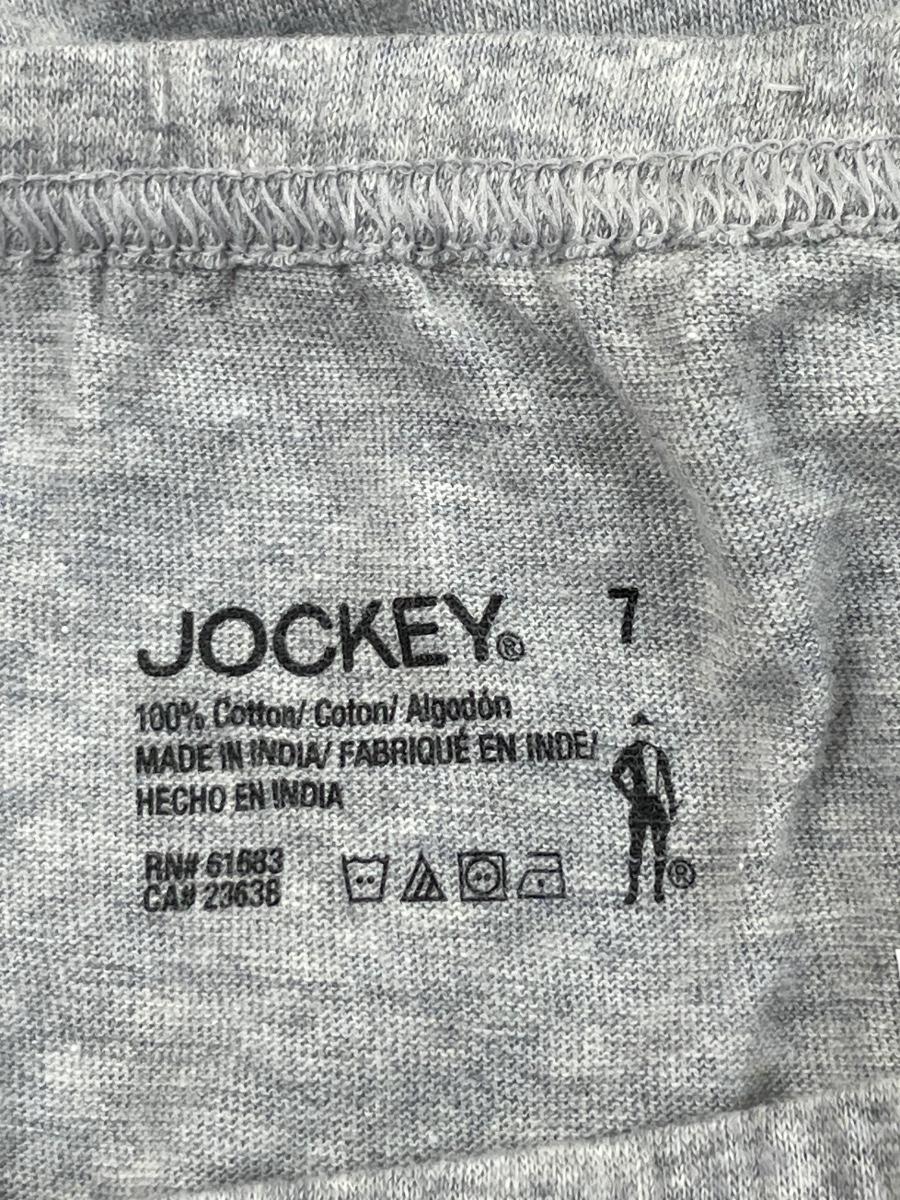 JOCKEY® 7
100% Cotton/ Coton/ Algodón
MADE IN INDIA/ FABRIQUÉ EN INDE/
HECHO EN INDIA
RN# 61683
CA# 23638
®